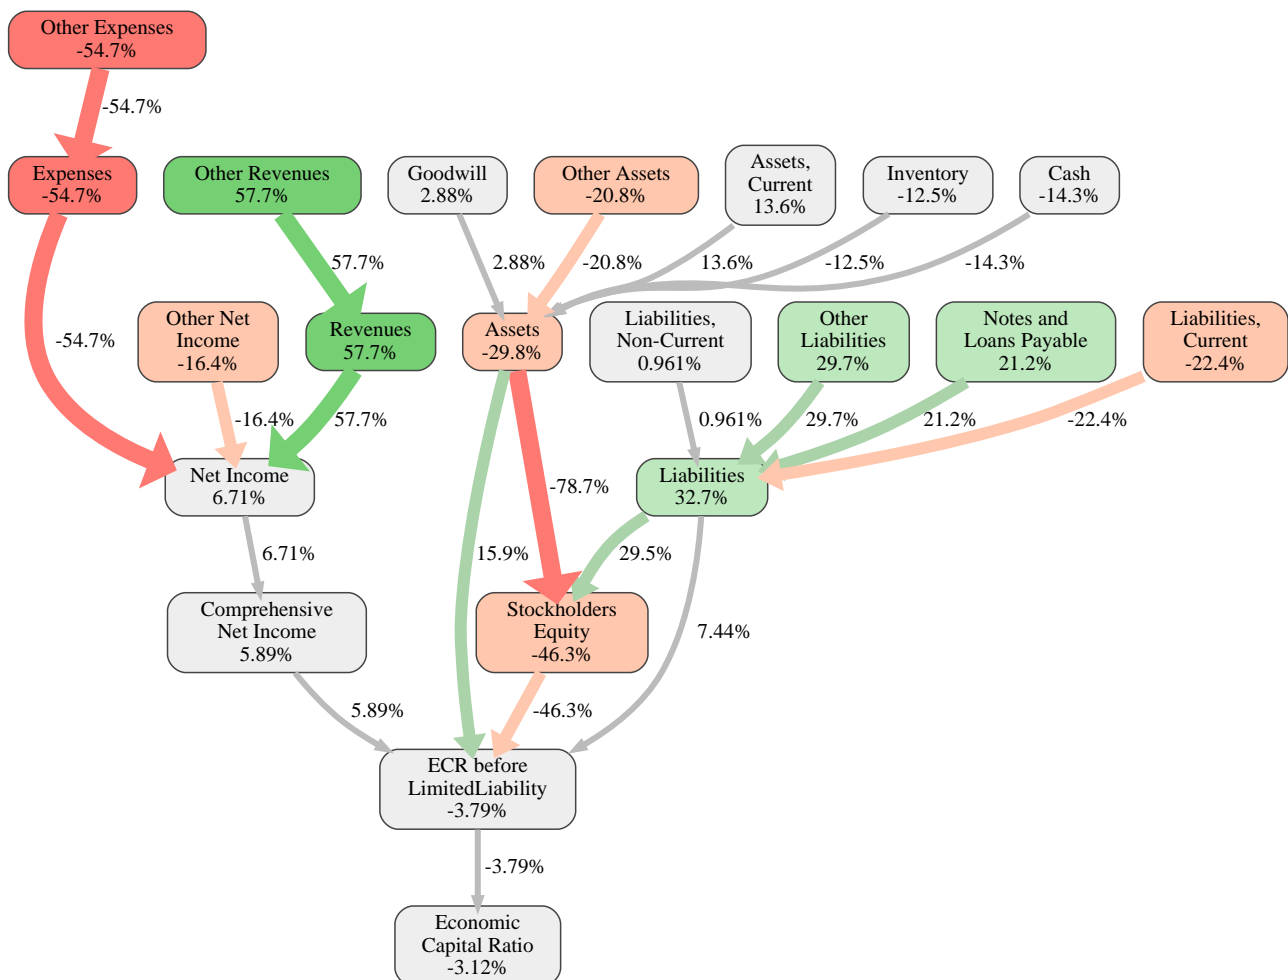 Other Expenses
-54.7%
-54.7%
Expenses
-54.7%
Other Revenues
57.7%
Goodwill
2.88%
Other Assets
-20.8%
Assets,
Current
13.6%
Inventory
-12.5%
Cash
-14.3%
57.7%
2.88%
-20.8%
13.6%
-12.5%
-14.3%
-54.7%
Other Net
Income
-16.4%
Revenues
57.7%
Assets
-29.8%
Liabilities,
Non-Current
0.961%
Other
Liabilities
29.7%
Notes and
Loans Payable
21.2%
Liabilities,
Current
-22.4%
-16.4%
57.7%
0.961%
29.7%
21.2%
-22.4%
Net Income
6.71%
-78.7%
Liabilities
32.7%
6.71%
15.9%
29.5%
Comprehensive
Net Income
5.89%
Stockholders
Equity
-46.3%
7.44%
5.89%
-46.3%
ECR before
LimitedLiability
-3.79%
-3.79%
Economic
Capital Ratio
-3.12%